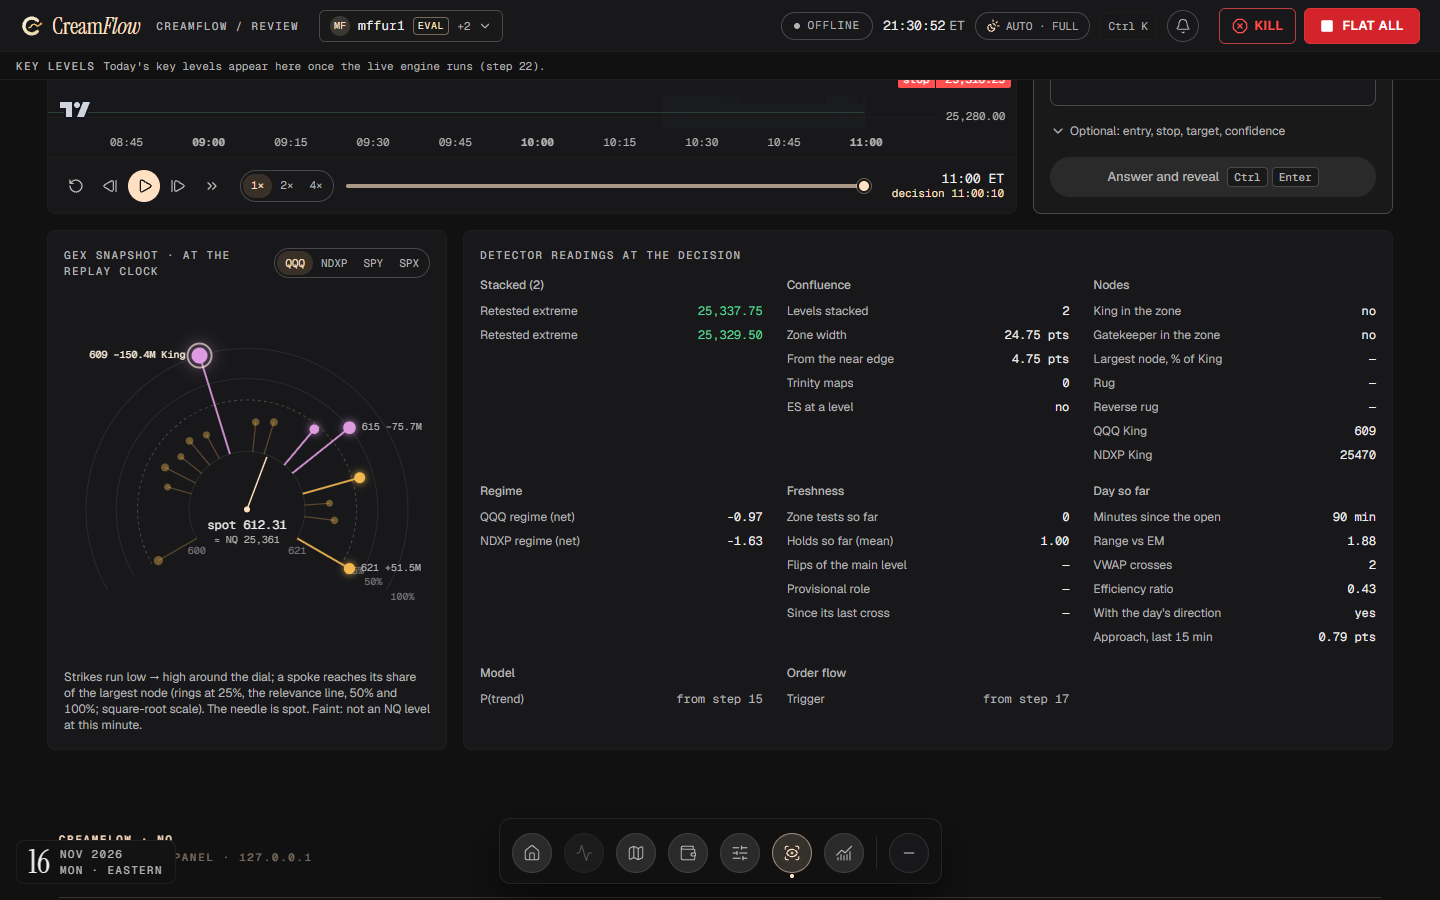 CreamFlow CREAMFLOW / REVIEW MF mffur1 EVAL +2 OFFLINE 21:30:52 ET AUTO · FULL Ctrl K KILL FLAT ALL
KEY LEVELS Today's key levels appear here once the live engine runs (step 22).
25,280.00
08:45 09:00 09:15 09:30 09:45 10:00 10:15 10:30 10:45 11:00
1× 2× 4× 11:00 ET
decision 11:00:10
Optional: entry, stop, target, confidence
Answer and reveal Ctrl Enter
GEX SNAPSHOT · AT THE
REPLAY CLOCK
QQQ NDXP SPY SPX
609 −150.4M King
615 −75.7M
spot 612.31
≈ NQ 25,361
600 621
621 +51.5M
50%
100%
Strikes run low → high around the dial; a spoke reaches its share
of the largest node (rings at 25%, the relevance line, 50% and
100%; square-root scale). The needle is spot. Faint: not an NQ level
at this minute.
DETECTOR READINGS AT THE DECISION
Stacked (2)
Retested extreme 25,337.75
Retested extreme 25,329.50
Confluence
Levels stacked 2
Zone width 24.75 pts
From the near edge 4.75 pts
Trinity maps 0
ES at a level no
Nodes
King in the zone no
Gatekeeper in the zone no
Largest node, % of King –
Rug –
Reverse rug –
QQQ King 609
NDXP King 25470
Regime
QQQ regime (net) −0.97
NDXP regime (net) −1.63
Freshness
Zone tests so far 0
Holds so far (mean) 1.00
Flips of the main level –
Provisional role –
Since its last cross –
Day so far
Minutes since the open 90 min
Range vs EM 1.88
VWAP crosses 2
Efficiency ratio 0.43
With the day's direction yes
Approach, last 15 min 0.79 pts
Model
P(trend) from step 15
Order flow
Trigger from step 17
CREAMFLOW · NQ
PANEL · 127.0.0.1
16 NOV 2026
MON · EASTERN